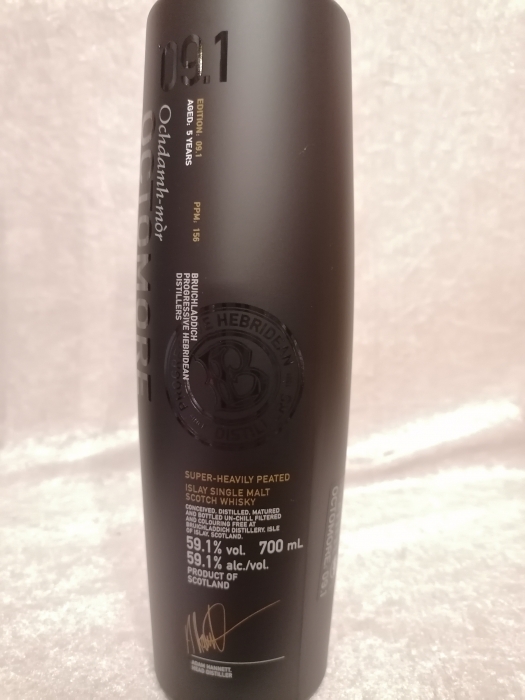 09.1
EDITION: 09.1
AGED: 5 YEARS
Ochdamh-mòr
OCTOMORE
PPM: 156
BRUICHLADDICH
PROGRESSIVE HEBRIDEAN
DISTILLERS
HEBRIDEAN
B
SUPER-HEAVILY PEATED
ISLAY SINGLE MALT
SCOTCH WHISKY
CONCEIVED, DISTILLED, MATURED
AND BOTTLED UN-CHILL FILTERED
AND COLOURING FREE AT
BRUICHLADDICH DISTILLERY, ISLE
OF ISLAY, SCOTLAND.
59.1% vol. 700 mL
59.1% alc./vol.
PRODUCT OF
SCOTLAND
ADAM HANNETT,
HEAD DISTILLER
OCTOMORE 09.1